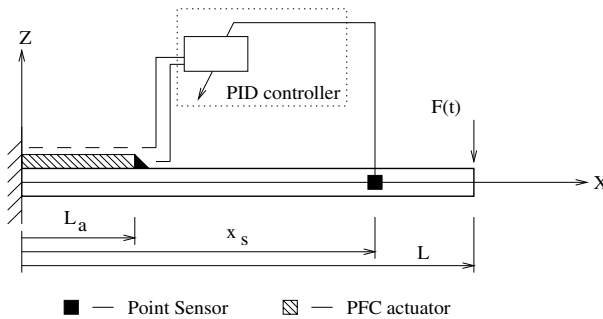 Z
PID controller
F(t)
X
L a
x s
L
Point Sensor
PFC actuator